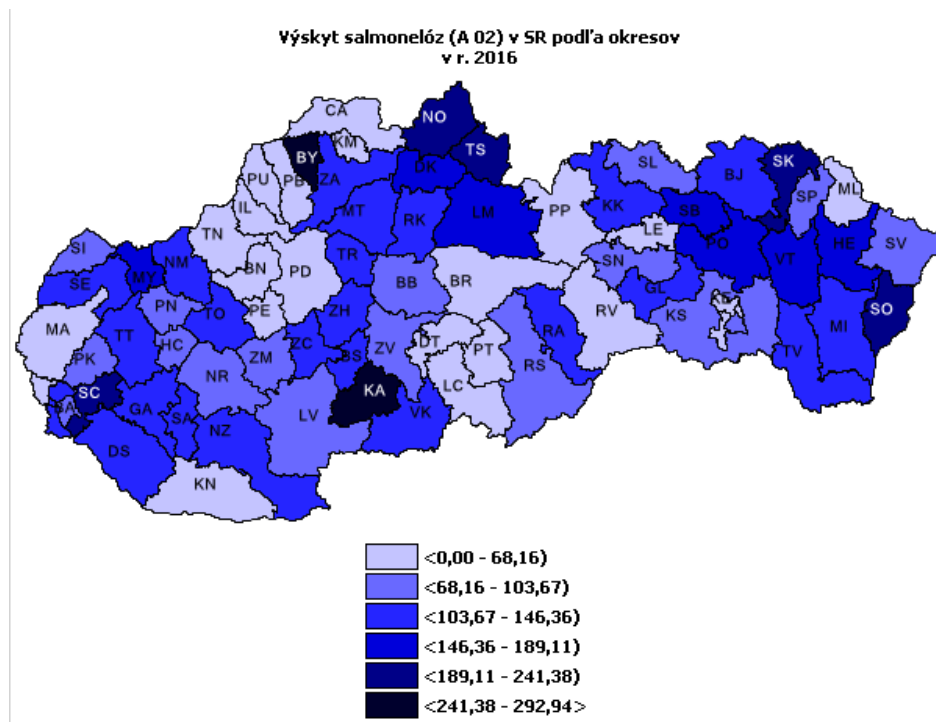 Výskyt salmonelóz (A 02) v SR podľa okresov
v r. 2016
CA
NO
KM
TS
BY
PU
PB
ZA
DK
SL
BJ
SK
SP
ML
IL
MT
RK
LM
PP
KK
SB
LE
TN
PO
HE
SV
SI
NM
BN
PD
TR
BB
BR
SN
VT
SE
MY
PN
TO
PE
ZH
GL
KE
SO
MA
TT
HC
ZM
ZC
BS
ZV
DT
PT
RA
RV
KS
MI
PK
NR
KA
LC
RS
TV
SC
BA
GA
SA
NZ
LV
VK
DS
KN
<0,00 - 68,16)
<68,16 - 103,67)
<103,67 - 146,36)
<146,36 - 189,11)
<189,11 - 241,38)
<241,38 - 292,94>